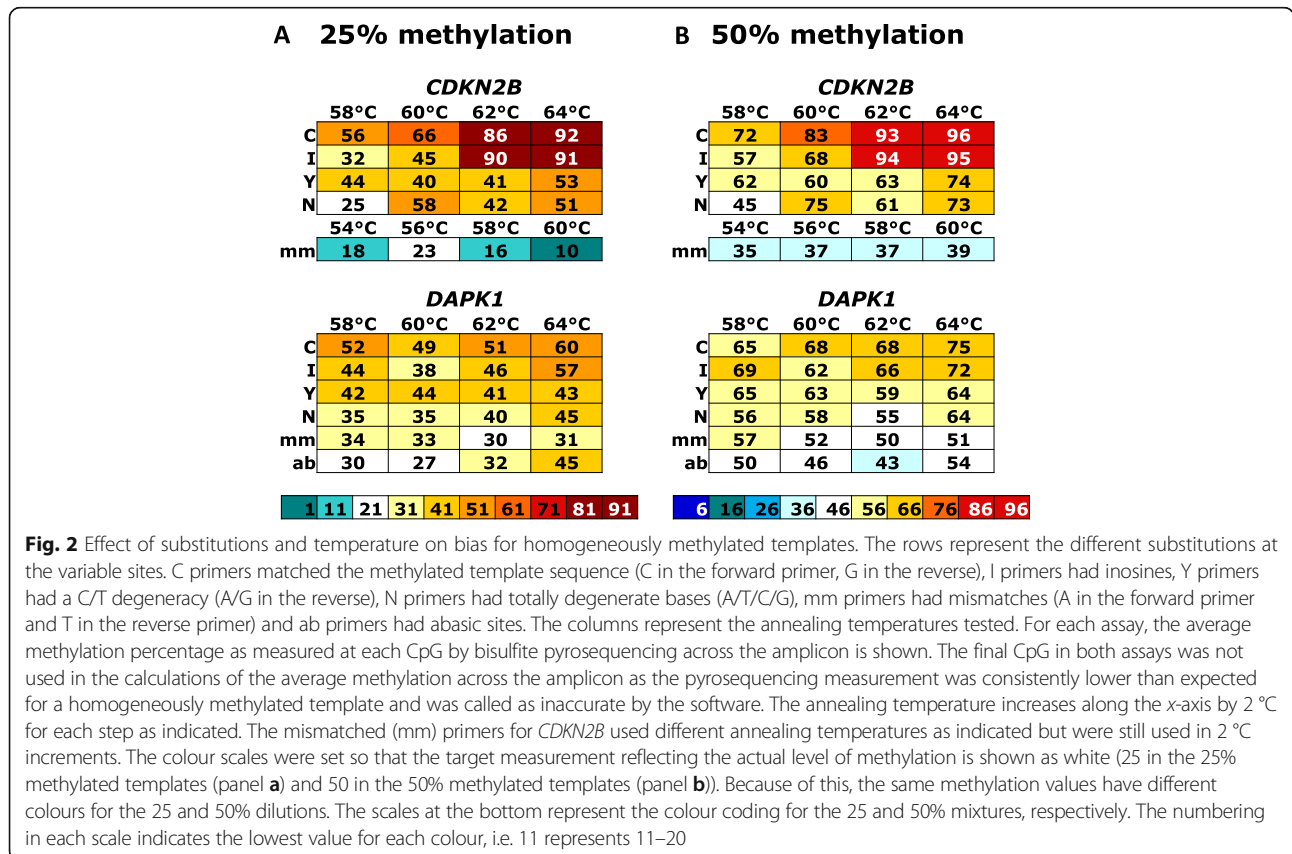 A 25% methylation
CDKN2B
58°C 60°C 62°C 64°C
C 56 66 86 92
I 32 45 90 91
Y 44 40 41 53
N 25 58 42 51
54°C 56°C 58°C 60°C
mm 18 23 16 10
DAPK1
58°C 60°C 62°C 64°C
C 52 49 51 60
I 44 38 46 57
Y 42 44 41 43
N 35 35 40 45
mm 34 33 30 31
ab 30 27 32 45
1 11 21 31 41 51 61 71 81 91
B 50% methylation
CDKN2B
58°C 60°C 62°C 64°C
C 72 83 93 96
I 57 68 94 95
Y 62 60 63 74
N 45 75 61 73
54°C 56°C 58°C 60°C
mm 35 37 37 39
DAPK1
58°C 60°C 62°C 64°C
C 65 68 68 75
I 69 62 66 72
Y 65 63 59 64
N 56 58 55 64
mm 57 52 50 51
ab 50 46 43 54
6 16 26 36 46 56 66 76 86 96
Fig. 2 Effect of substitutions and temperature on bias for homogeneously methylated templates. The rows represent the different substitutions at
the variable sites. C primers matched the methylated template sequence (C in the forward primer, G in the reverse), I primers had inosines, Y primers
had a C/T degeneracy (A/G in the reverse), N primers had totally degenerate bases (A/T/C/G), mm primers had mismatches (A in the forward primer
and T in the reverse primer) and ab primers had abasic sites. The columns represent the annealing temperatures tested. For each assay, the average
methylation percentage as measured at each CpG by bisulfite pyrosequencing across the amplicon is shown. The final CpG in both assays was not
used in the calculations of the average methylation across the amplicon as the pyrosequencing measurement was consistently lower than expected
for a homogeneously methylated template and was called as inaccurate by the software. The annealing temperature increases along the x-axis by 2 °C
for each step as indicated. The mismatched (mm) primers for CDKN2B used different annealing temperatures as indicated but were still used in 2 °C
increments. The colour scales were set so that the target measurement reflecting the actual level of methylation is shown as white (25 in the 25%
methylated templates (panel a) and 50 in the 50% methylated templates (panel b)). Because of this, the same methylation values have different
colours for the 25 and 50% dilutions. The scales at the bottom represent the colour coding for the 25 and 50% mixtures, respectively. The numbering
in each scale indicates the lowest value for each colour, i.e. 11 represents 11–20